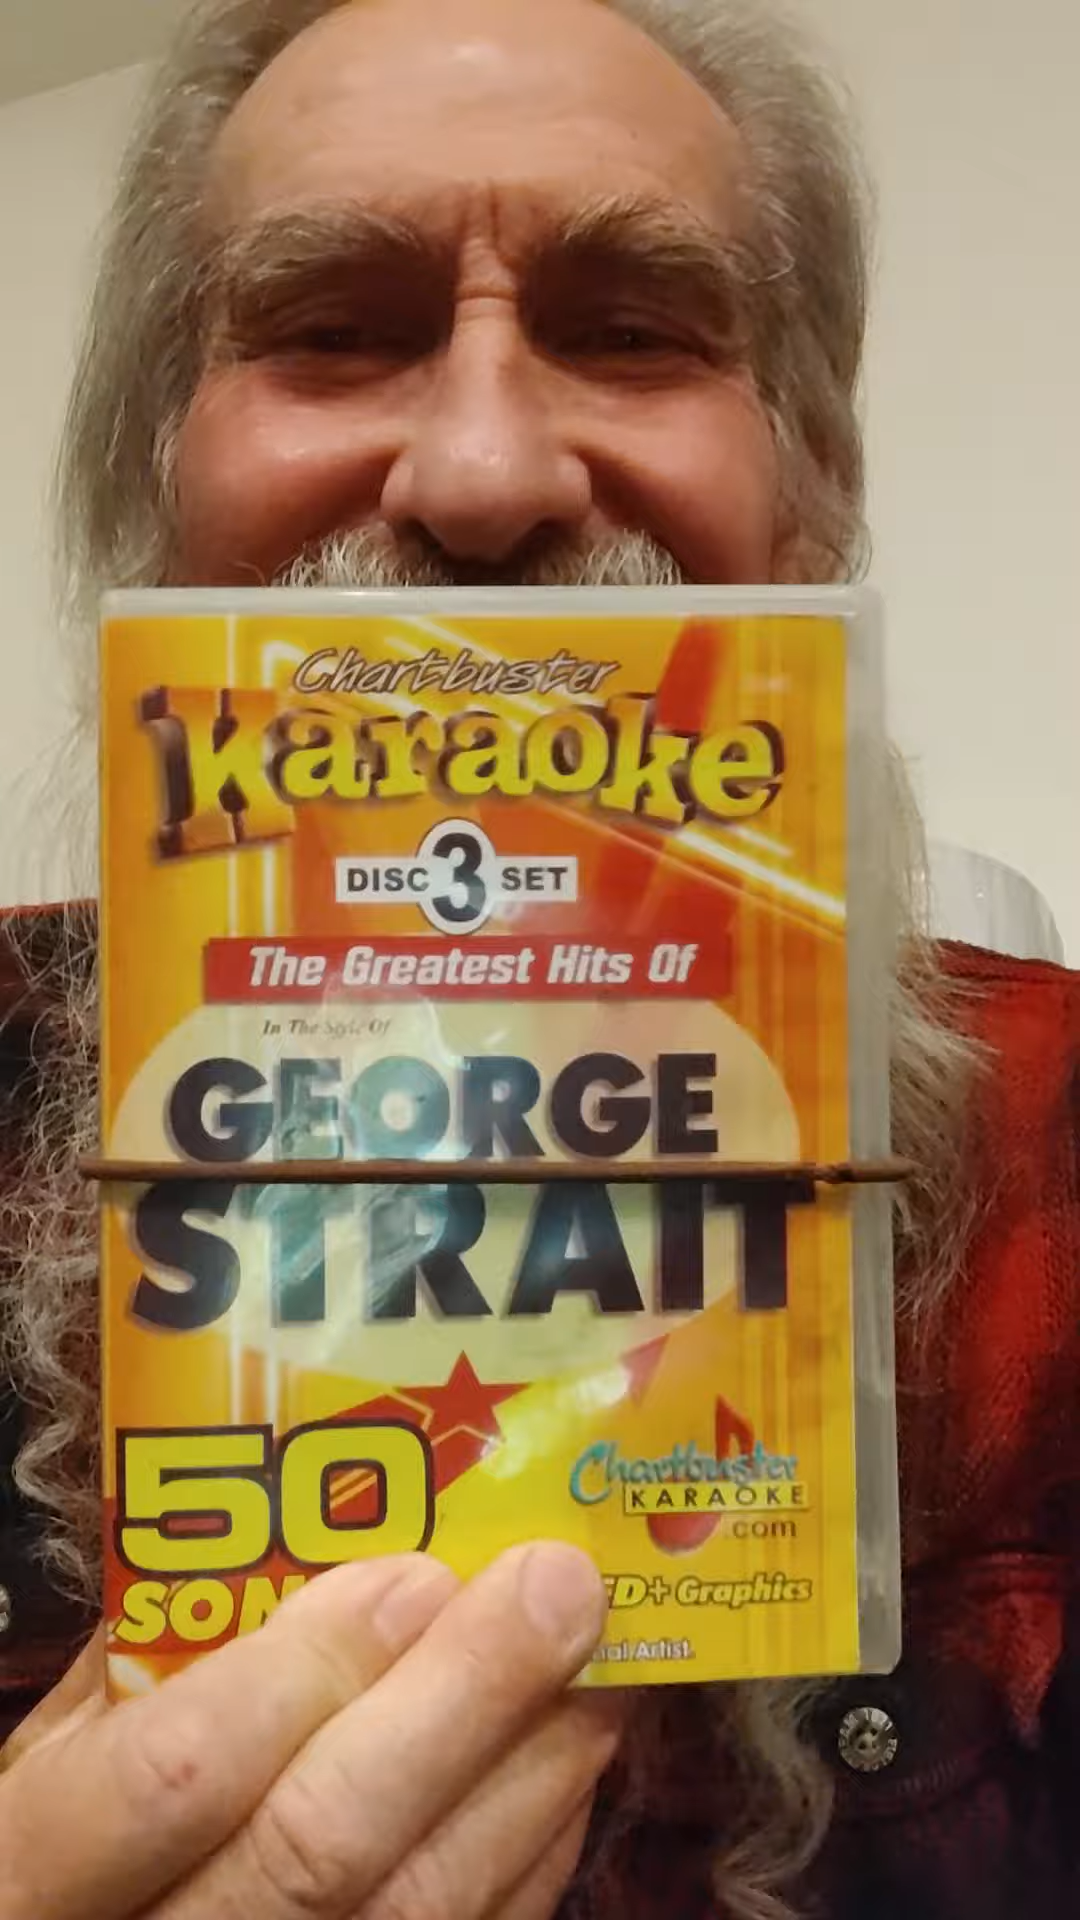 Chartbuster
Karaoke
DISC 3 SET
The Greatest Hits Of
In The Style Of
GEORGE
STRAIT
50
Chartbuster
KARAOKE
.com
Graphics
Artist.